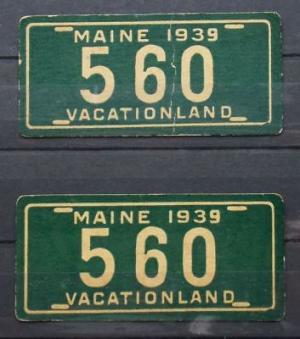 MAINE 1939
560
VACATIONLAND
MAINE 1939
560
VACATIONLAND